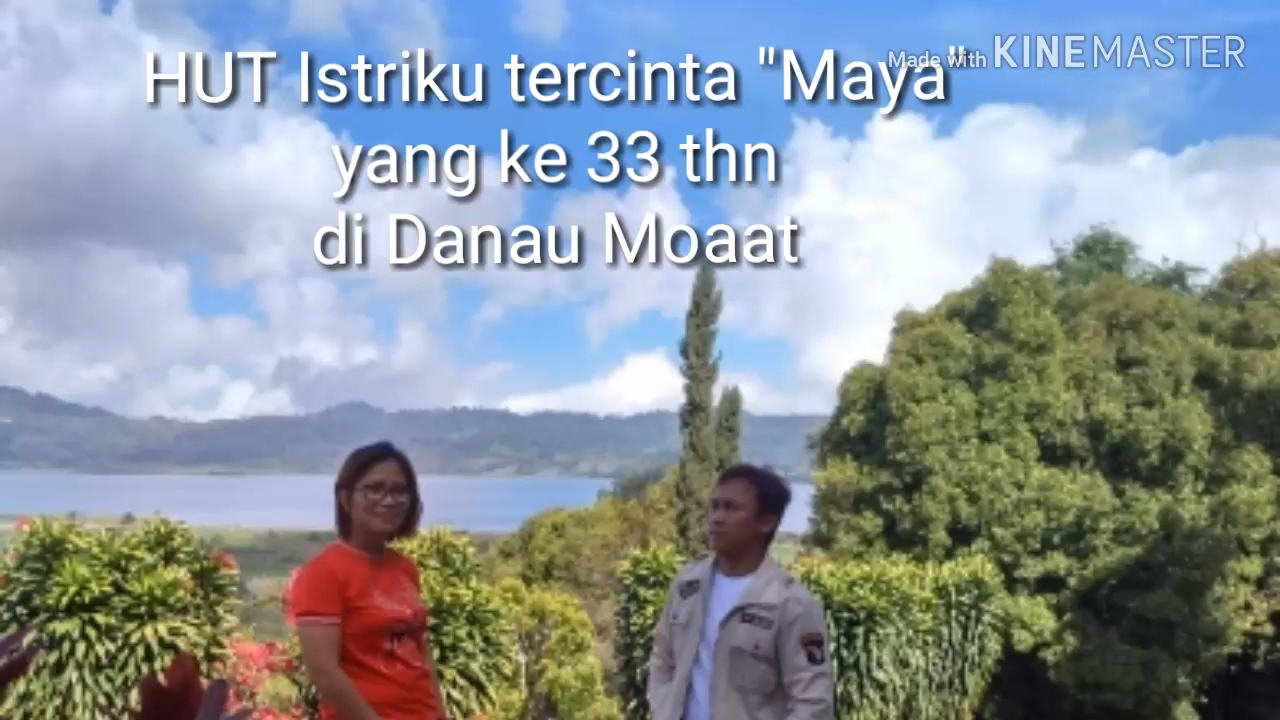 HUT Istriku tercinta "Maya"
yang ke 33 thn
di Danau Moaat
Made with KINEMASTER